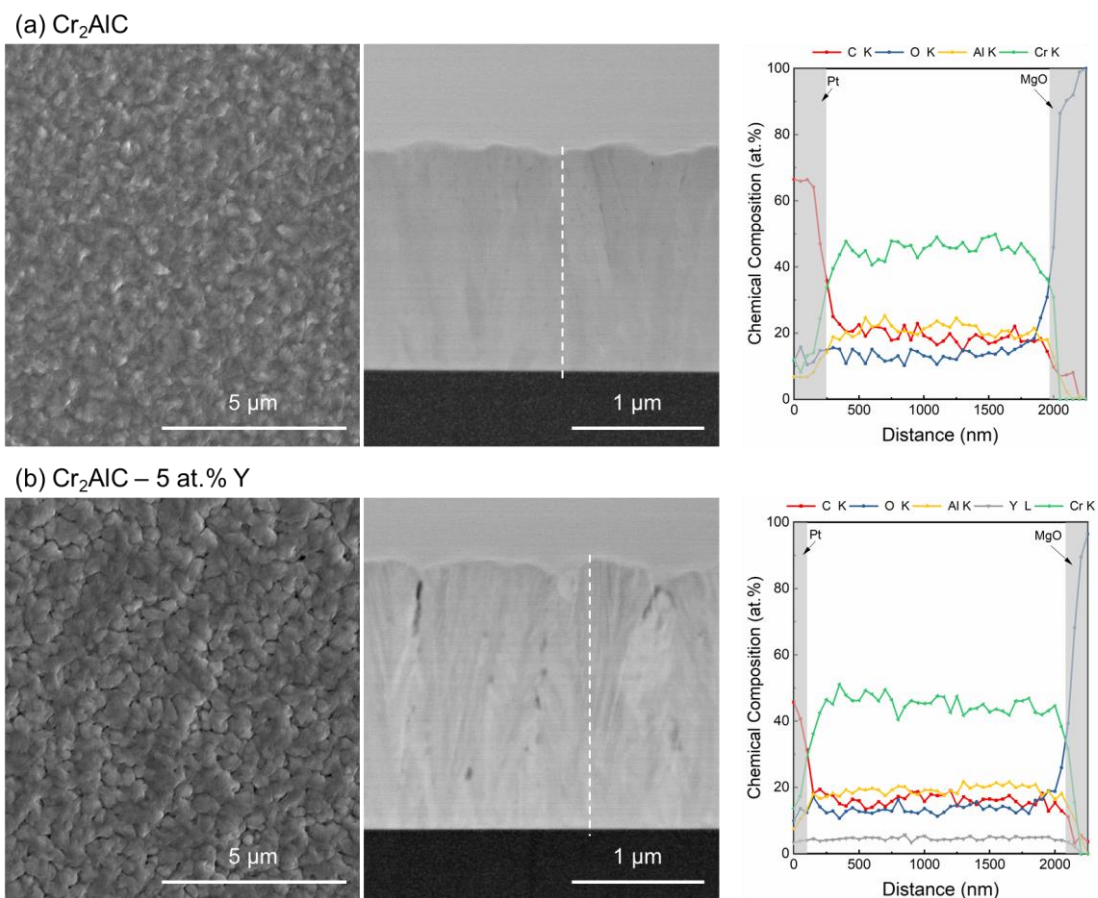 (a) Cr₂AlC
5 μm
1 μm
C K O K Al K Cr K
Pt
MgO
100
80
60
40
20
0
Chemical Composition (at.%)
0 500 1000 1500 2000
Distance (nm)
(b) Cr₂AlC – 5 at.% Y
5 μm
1 μm
C K O K Al K Y L Cr K
Pt
MgO
100
80
60
40
20
0
Chemical Composition (at.%)
0 500 1000 1500 2000
Distance (nm)